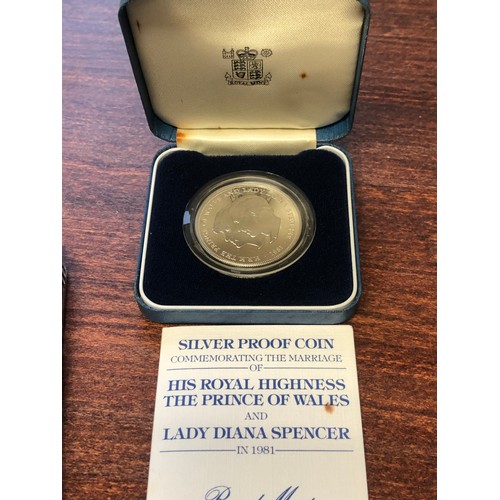 SILVER PROOF COIN
COMMEMORATING THE MARRIAGE
OF
HIS ROYAL HIGHNESS
THE PRINCE OF WALES
AND
LADY DIANA SPENCER
IN 1981